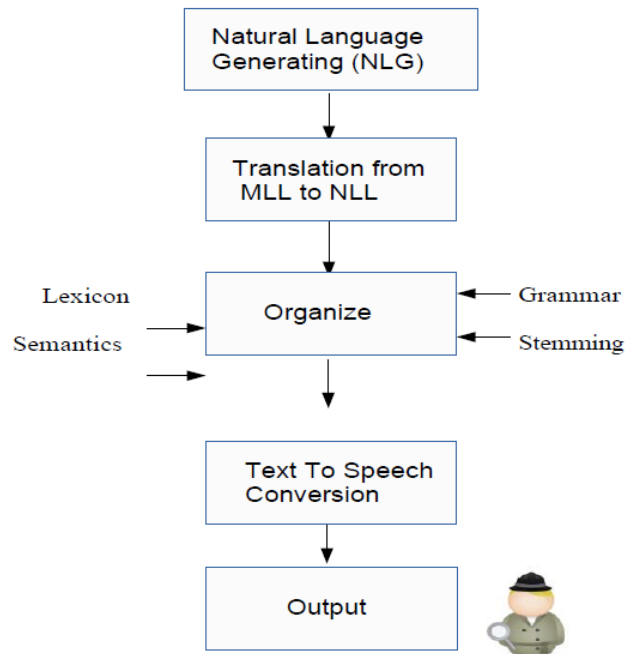 Natural Language
Generating (NLG)
Translation from
MLL to NLL
Lexicon
Grammar
Organize
Semantics
Stemming
Text To Speech
Conversion
Output